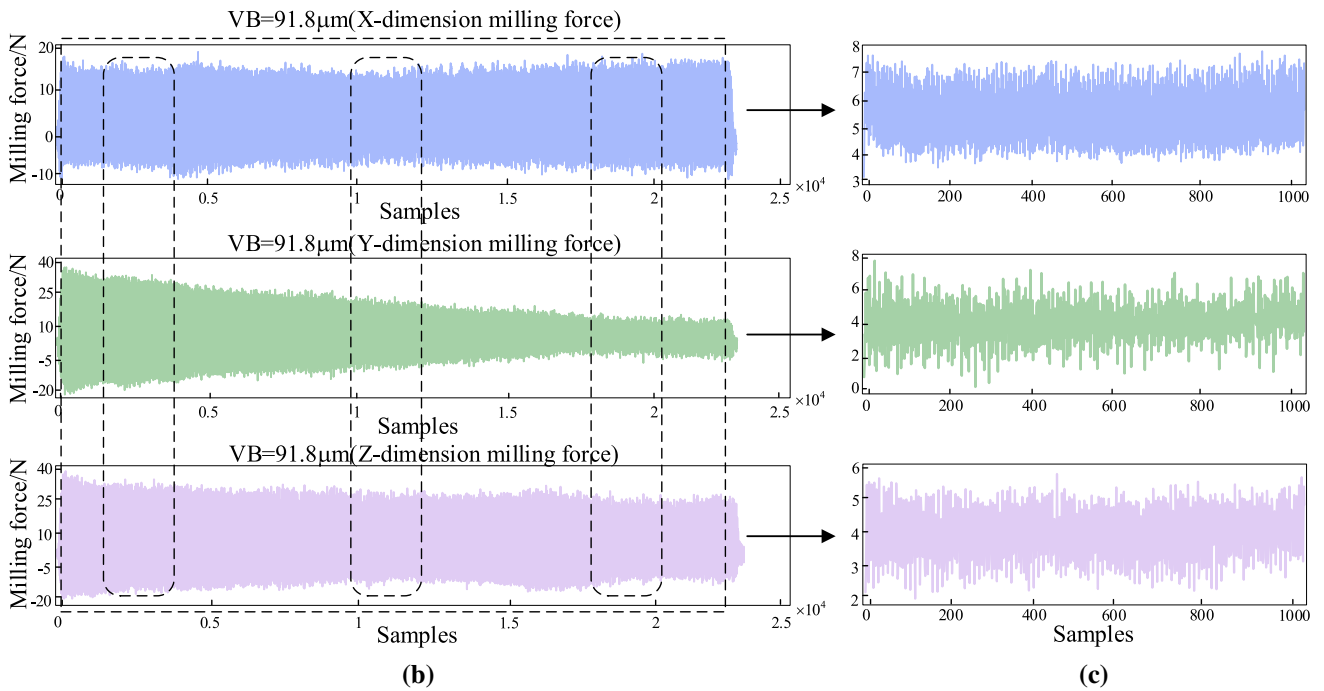 VB=91.8μm(X-dimension milling force)
Milling force/N
20
10
0
-10
0 0.5 1 1.5 2 2.5
×10⁴
Samples
8
7
6
5
4
3
0 200 400 600 800 1000
VB=91.8μm(Y-dimension milling force)
Milling force/N
40
25
10
-5
-20
0 0.5 1 1.5 2 2.5
×10⁴
Samples
8
6
4
2
0
0 200 400 600 800 1000
VB=91.8μm(Z-dimension milling force)
Milling force/N
40
25
10
-5
-20
0 0.5 1 1.5 2 2.5
×10⁴
Samples
6
5
4
3
2
0 200 400 600 800 1000
Samples
(b) (c)